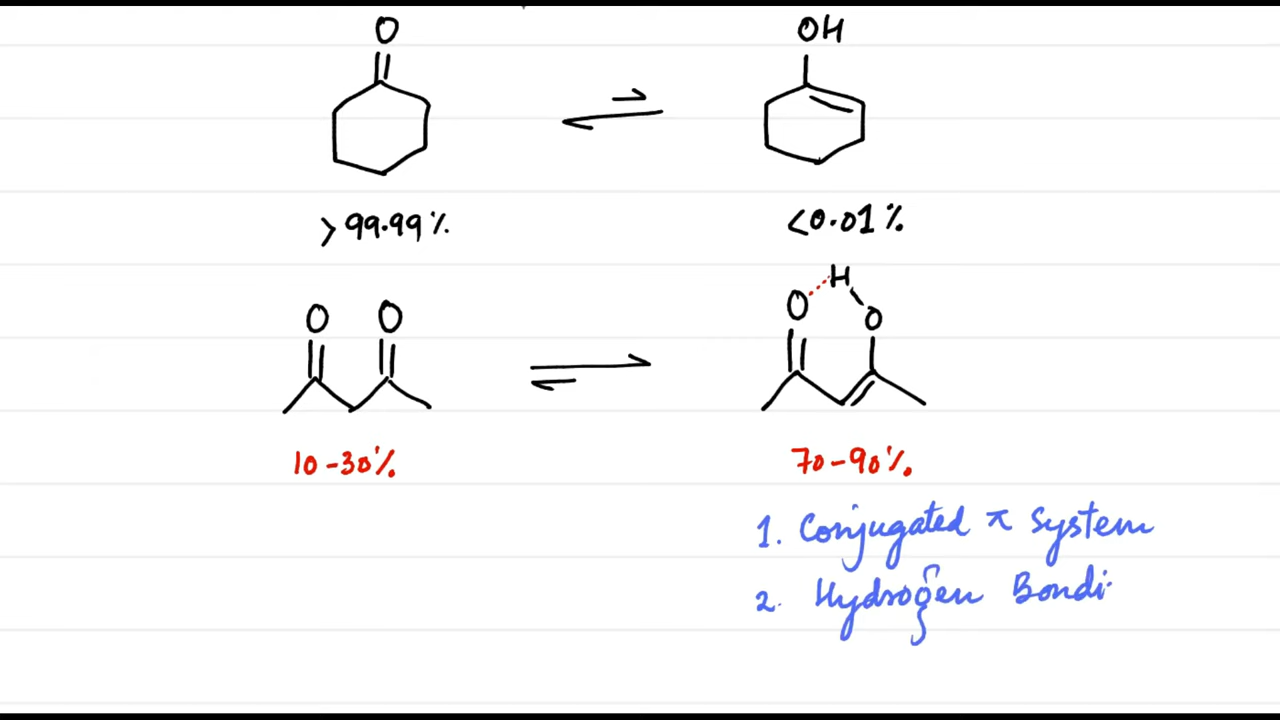 O OH
>99.99% <0.01%
H
O O O O
10-30% 70-90%
1. Conjugated π System
2. Hydrogen Bondi